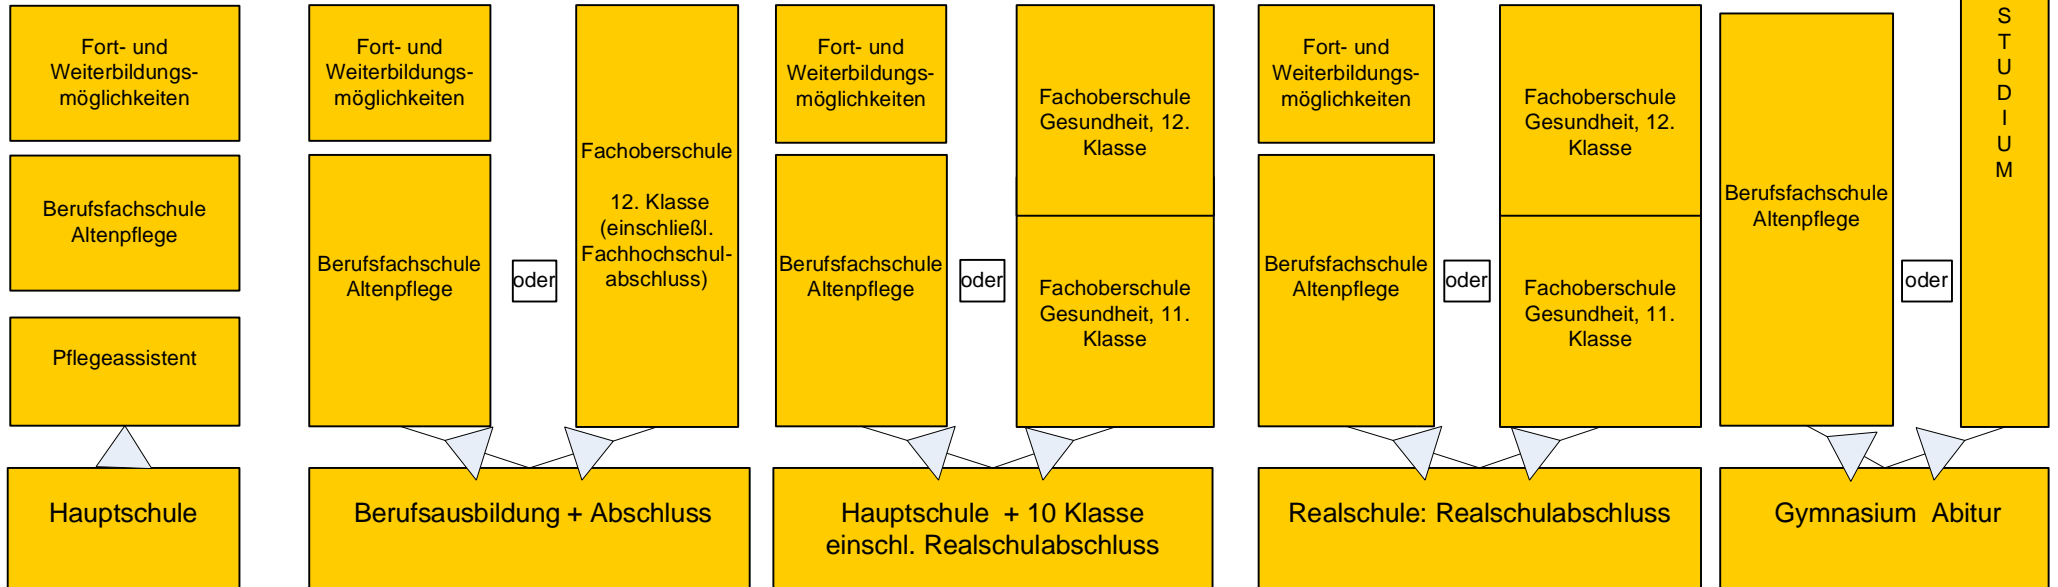 Fort- und
Weiterbildungs-
möglichkeiten
Berufsfachschule
Altenpflege
Pflegeassistent
Hauptschule
Fort- und
Weiterbildungs-
möglichkeiten
Berufsfachschule
Altenpflege
oder
Fachoberschule
12. Klasse
(einschließl.
Fachhochschul-
abschluss)
Berufsausbildung + Abschluss
Fort- und
Weiterbildungs-
möglichkeiten
Berufsfachschule
Altenpflege
oder
Fachoberschule
Gesundheit, 12.
Klasse
Fachoberschule
Gesundheit, 11.
Klasse
Hauptschule + 10 Klasse
einschl. Realschulabschluss
Fort- und
Weiterbildungs-
möglichkeiten
Berufsfachschule
Altenpflege
oder
Fachoberschule
Gesundheit, 12.
Klasse
Fachoberschule
Gesundheit, 11.
Klasse
Realschule: Realschulabschluss
Berufsfachschule
Altenpflege
oder
S
T
U
D
I
U
M
Gymnasium Abitur